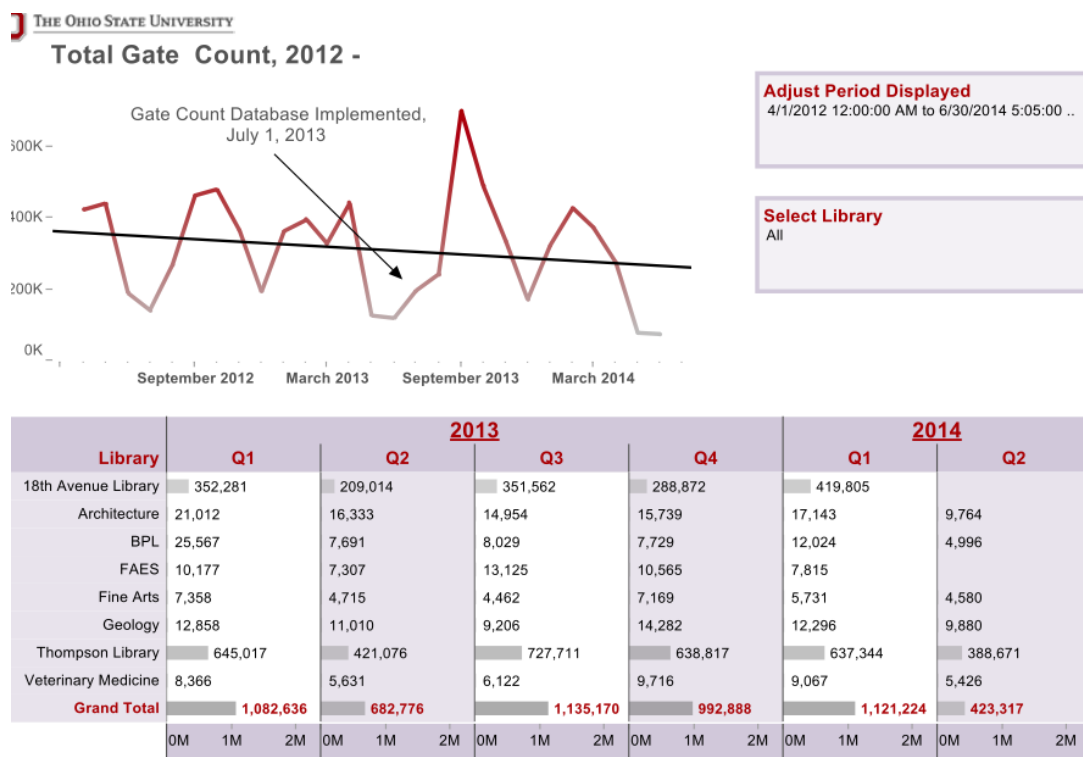 THE OHIO STATE UNIVERSITY
Total Gate Count, 2012 -
Gate Count Database Implemented,
July 1, 2013
600K
400K
200K
0K
September 2012 March 2013 September 2013 March 2014
Adjust Period Displayed
4/1/2012 12:00:00 AM to 6/30/2014 5:05:00 ..
Select Library
All
2013 2014
Library Q1 Q2 Q3 Q4 Q1 Q2
18th Avenue Library 352,281 209,014 351,562 288,872 419,805
Architecture 21,012 16,333 14,954 15,739 17,143 9,764
BPL 25,567 7,691 8,029 7,729 12,024 4,996
FAES 10,177 7,307 13,125 10,565 7,815
Fine Arts 7,358 4,715 4,462 7,169 5,731 4,580
Geology 12,858 11,010 9,206 14,282 12,296 9,880
Thompson Library 645,017 421,076 727,711 638,817 637,344 388,671
Veterinary Medicine 8,366 5,631 6,122 9,716 9,067 5,426
Grand Total 1,082,636 682,776 1,135,170 992,888 1,121,224 423,317
0M 1M 2M 0M 1M 2M 0M 1M 2M 0M 1M 2M 0M 1M 2M 0M 1M 2M